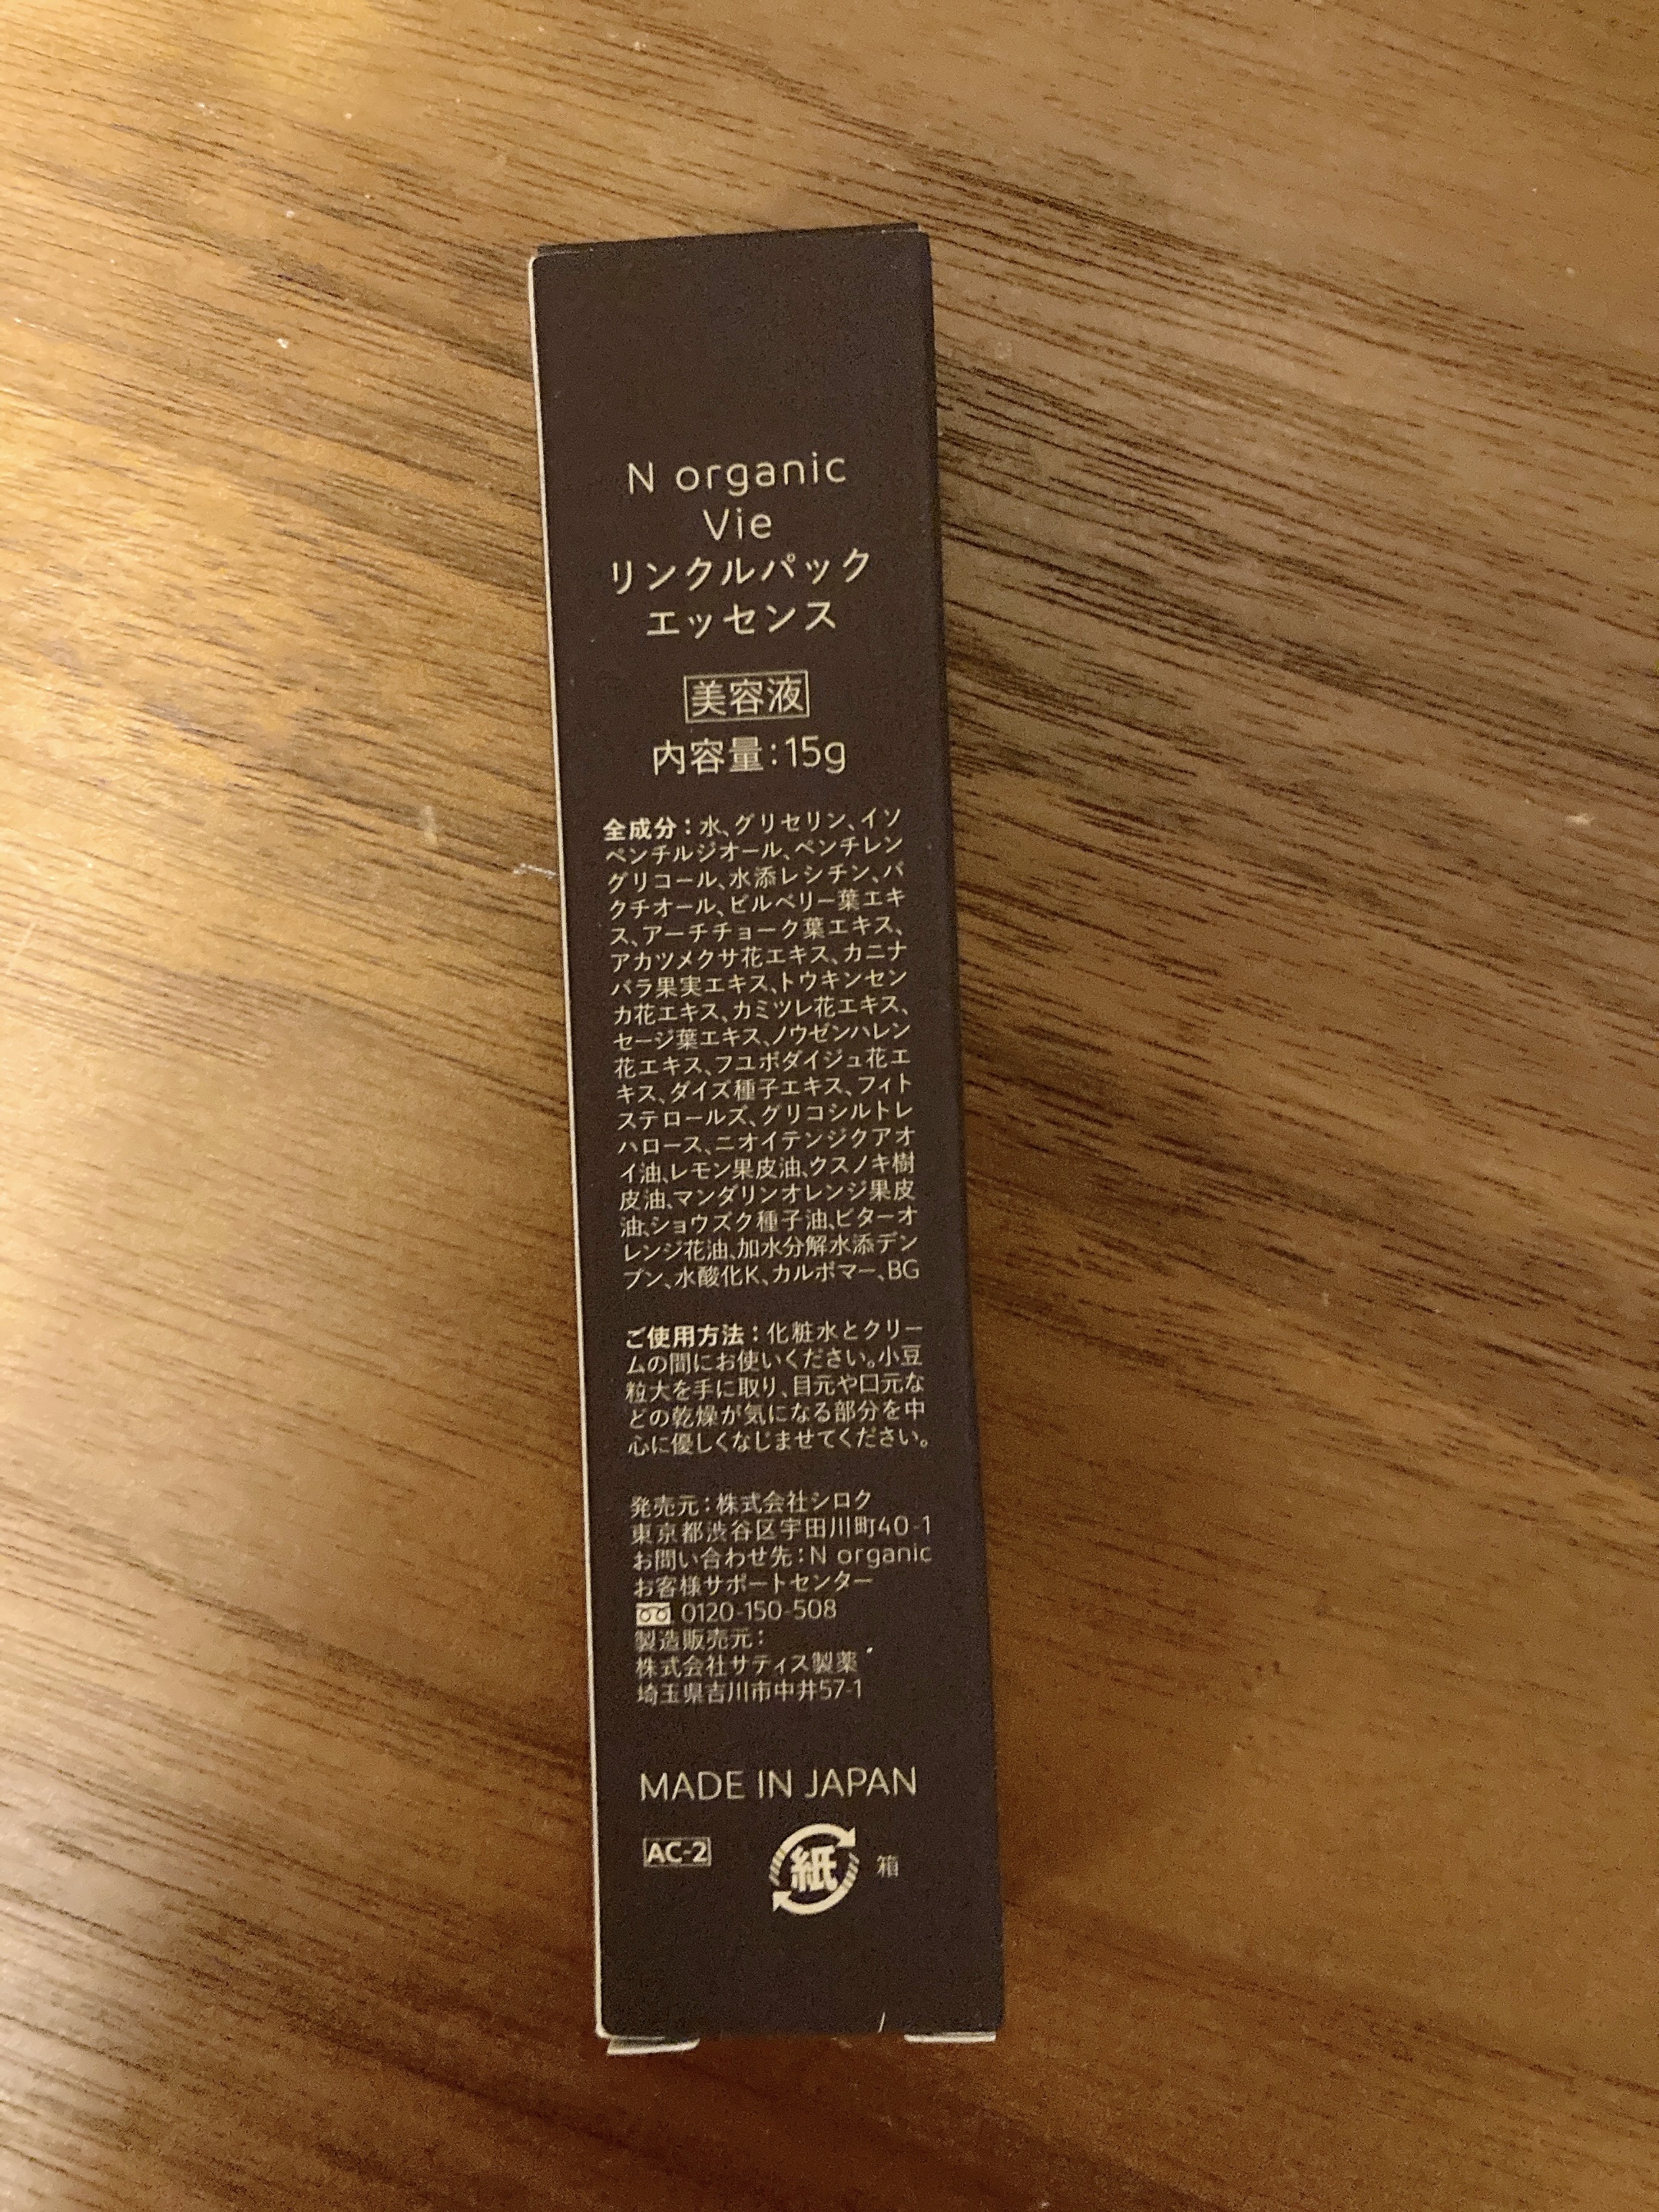 N organic
Vie
リンクルパック
エッセンス
美容液
内容量：15g
全成分：水、グリセリン、イソ
ペンチルジオール、ペンチレン
グリコール、水添レシチン、バ
クチオール、ビルベリー葉エキ
ス、アーチチョーク葉エキス、
アカツメクサ花エキス、カニナ
バラ果実エキス、トウキンセン
カ花エキス、カミツレ花エキス、
セージ葉エキス、ノウゼンハレン
花エキス、フユボダイジュ花エ
キス、ダイズ種子エキス、フィト
ステロールズ、グリコシルトレ
ハロース、ニオイテンジクアオ
イ油、レモン果皮油、クスノキ樹
皮油、マンダリンオレンジ果皮
油、ショウズク種子油、ビターオ
レンジ花油、加水分解水添デン
プン、水酸化K、カルボマー、BG
ご使用方法：化粧水とクリー
ムの間にお使いください。小豆
粒大を手に取り、目元や口元な
どの乾燥が気になる部分を中
心に優しくなじませてください。
発売元：株式会社シロク
東京都渋谷区宇田川町40-1
お問い合わせ先：N organic
お客様サポートセンター
0120-150-508
製造販売元：
株式会社サティス製薬
埼玉県吉川市中井57-1
MADE IN JAPAN
AC-2
紙 箱